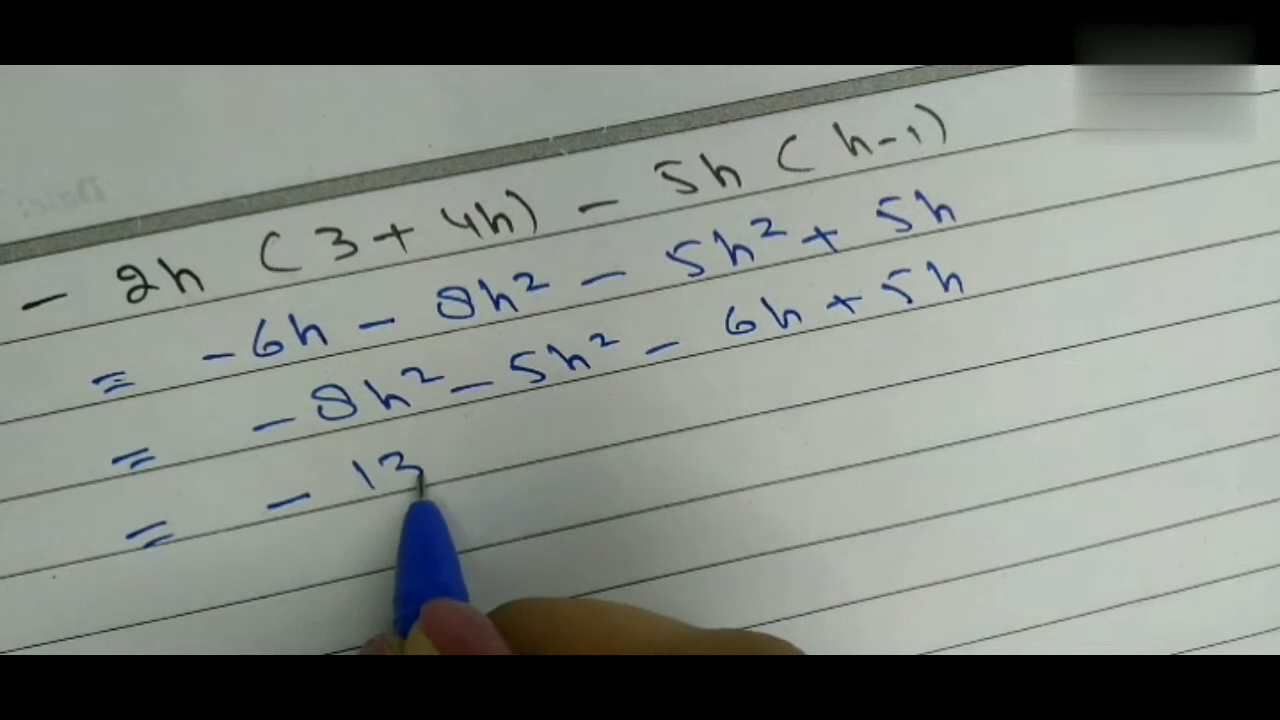 - 2h (3 + 4h) - 5h (h-1)
= -6h - 8h² - 5h² + 5h
= - 8h² - 5h² - 6h + 5h
= - 13